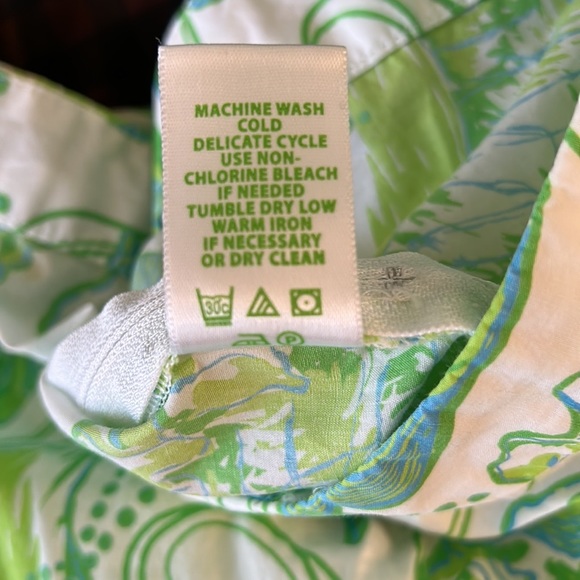 MACHINE WASH
COLD
DELICATE CYCLE
USE NON-
CHLORINE BLEACH
IF NEEDED
TUMBLE DRY LOW
WARM IRON
IF NECESSARY
OR DRY CLEAN
30C
P